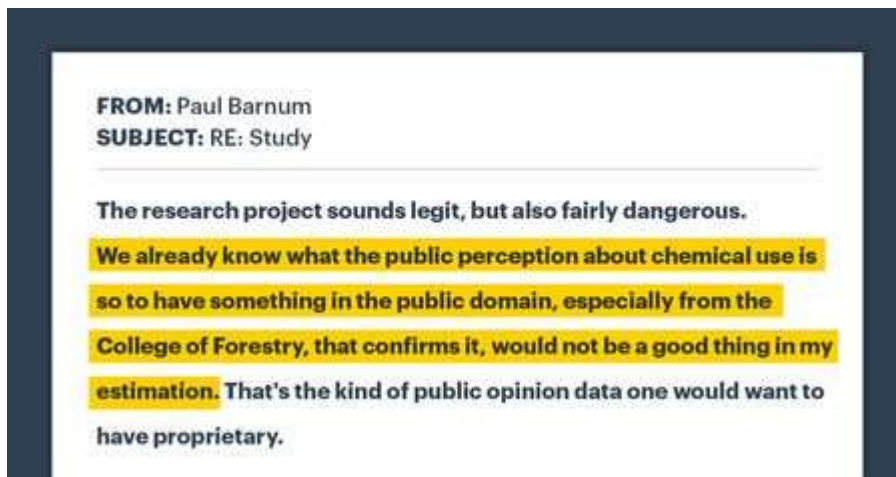 FROM: Paul Barnum
SUBJECT: RE: Study
The research project sounds legit, but also fairly dangerous.
We already know what the public perception about chemical use is
so to have something in the public domain, especially from the
College of Forestry, that confirms it, would not be a good thing in my
estimation. That's the kind of public opinion data one would want to
have proprietary.